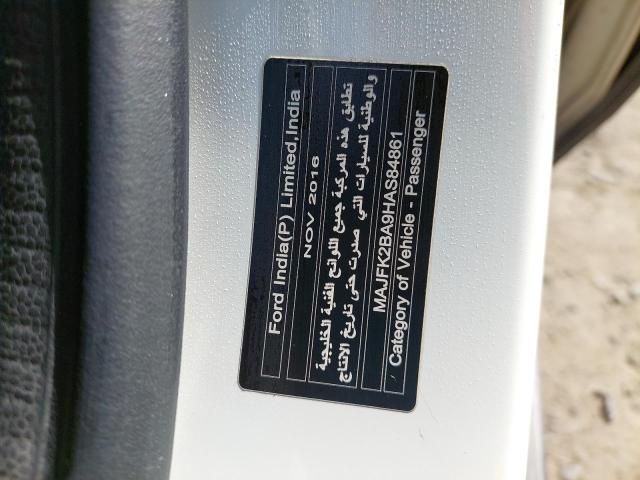 Ford India(P) Limited,India
NOV 2016
تطابق هذه المركبة جميع اللوائح الفنية الخليجية
والوطنية للسيارات التي صدرت حتى تاريخ الانتاج
MAJFK2BA9HAS84861
Category of Vehicle - Passenger